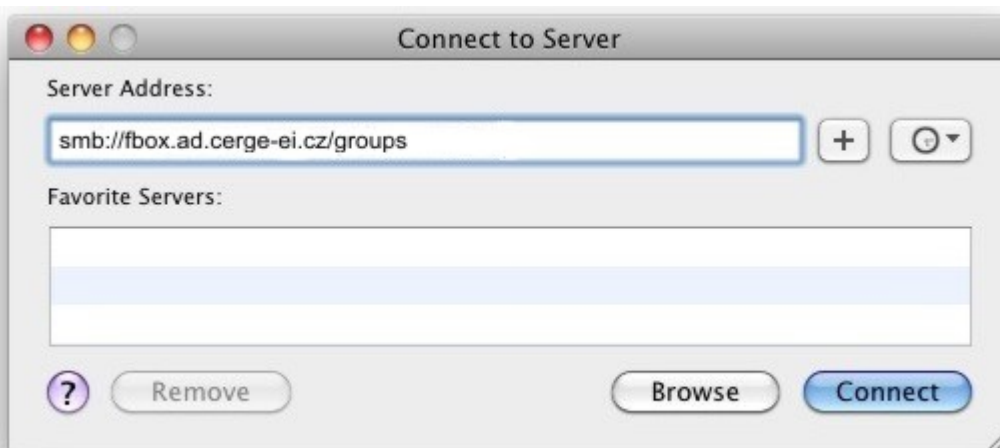 Connect to Server
Server Address:
smb://fbox.ad.cerge-ei.cz/groups
+
Favorite Servers:
?
Remove
Browse
Connect